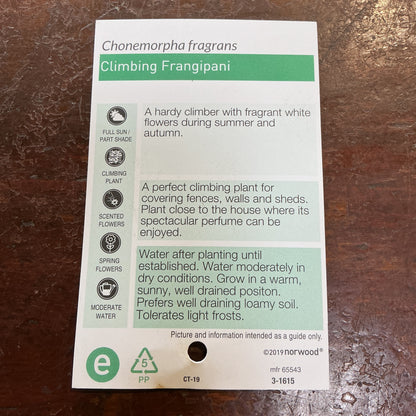 Chonemorpha fragrans
Climbing Frangipani
FULL SUN /
PART SHADE
A hardy climber with fragrant white
flowers during summer and
autumn.
CLIMBING
PLANT
SCENTED
FLOWERS
A perfect climbing plant for
covering fences, walls and sheds.
Plant close to the house where its
spectacular perfume can be
enjoyed.
SPRING
FLOWERS
MODERATE
WATER
Water after planting until
established. Water moderately in
dry conditions. Grow in a warm,
sunny, well drained positon.
Prefers well draining loamy soil.
Tolerates light frosts.
Picture and information intended as a guide only.
©2019 norwood®
e
5
PP
CT-19
mfr 65543
3-1615